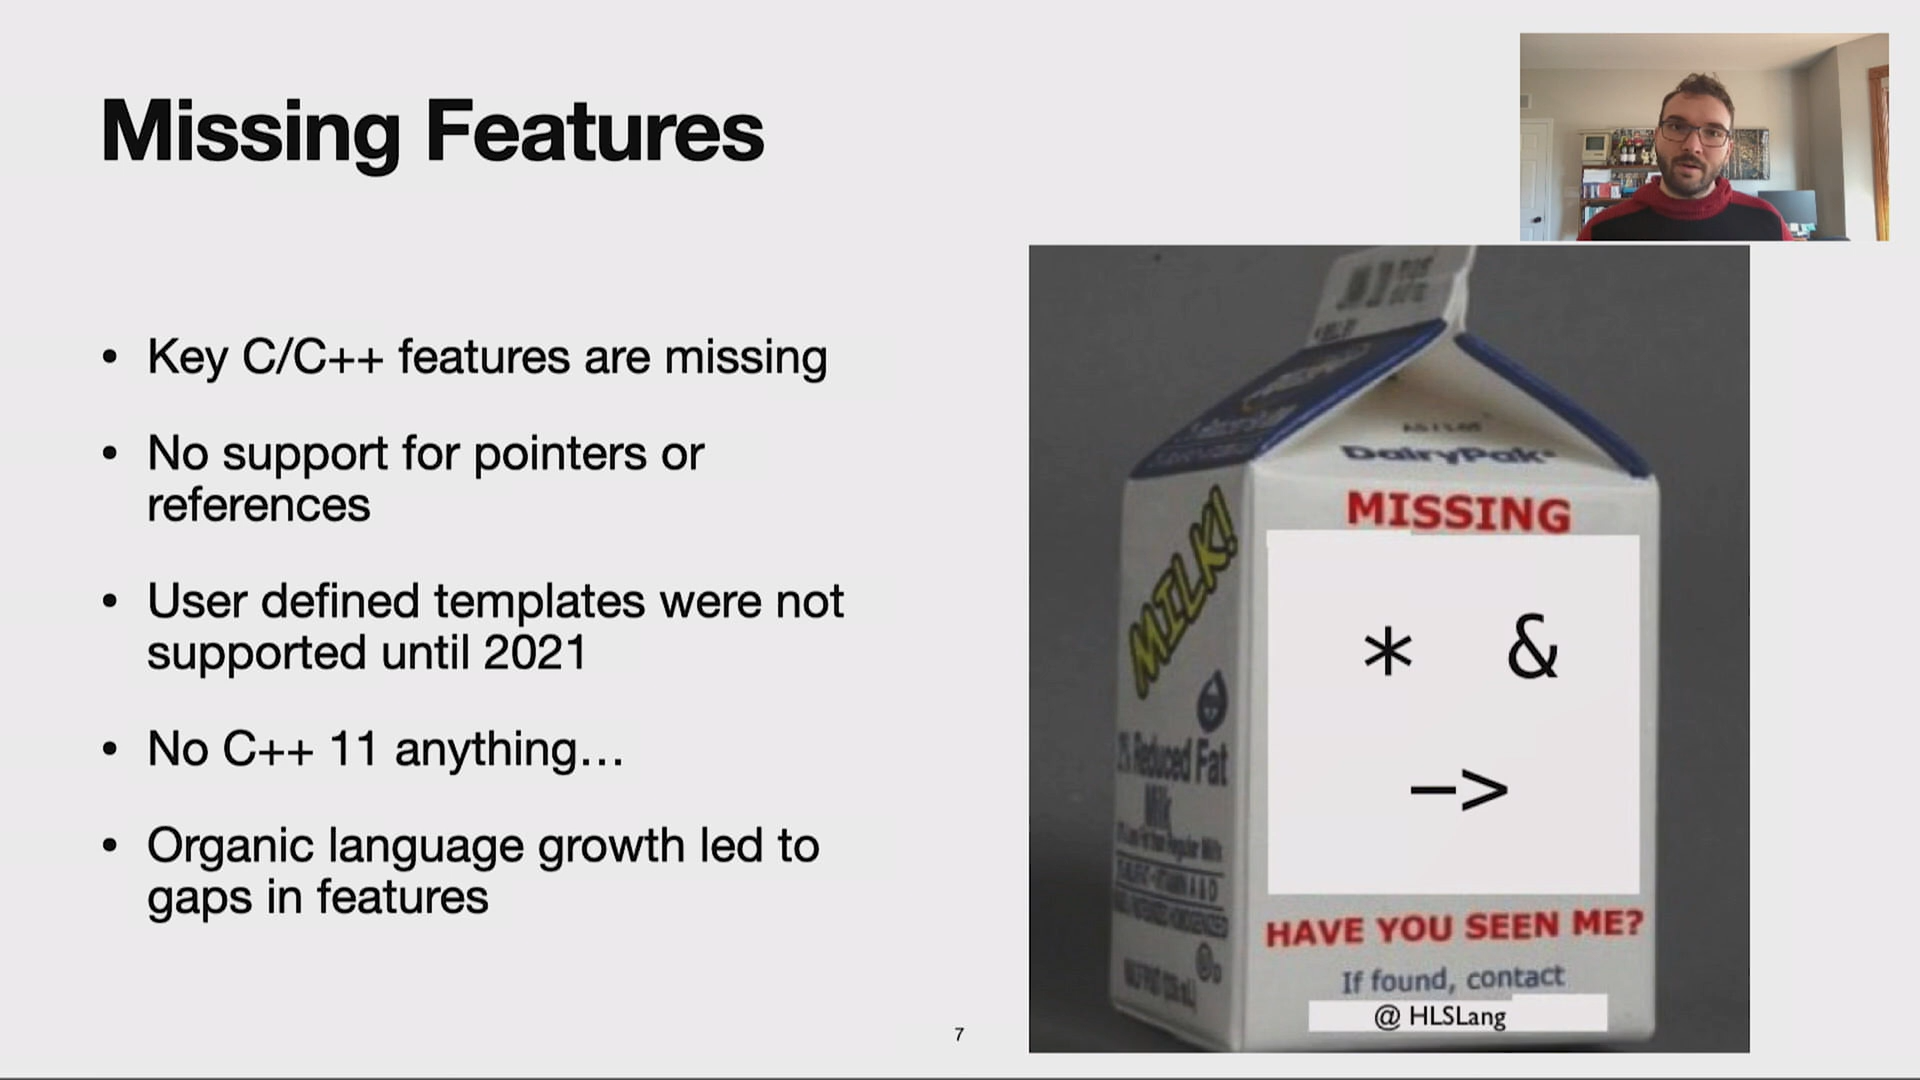 Missing Features
• Key C/C++ features are missing
• No support for pointers or
references
• User defined templates were not
supported until 2021
• No C++ 11 anything…
• Organic language growth led to
gaps in features
7
DairyPak
MISSING
* &
->
HAVE YOU SEEN ME?
If found, contact
@ HLSLang
MILK!
2% Reduced Fat
Milk